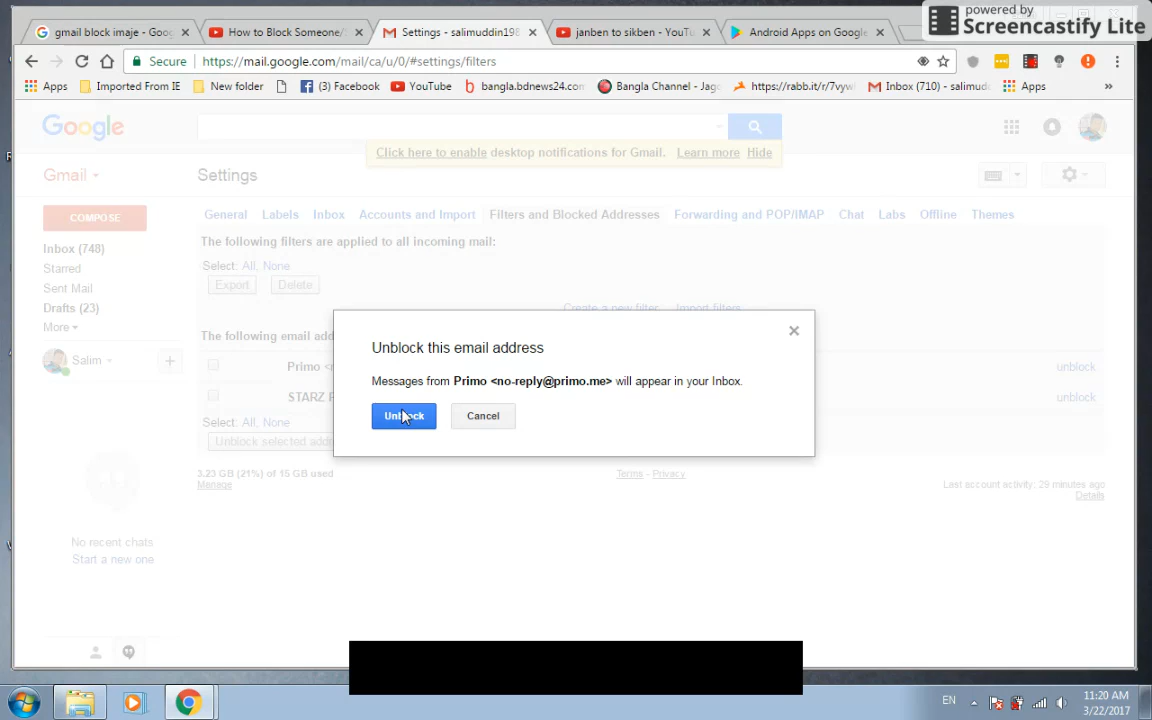 powered by
Screencastify Lite
gmail block imaje - Goo
How to Block Someone/
Settings - salimuddin198
janben to sikben - YouTu
Android Apps on Google
Secure https://mail.google.com/mail/ca/u/0/#settings/filters
Apps Imported From IE New folder (3) Facebook YouTube bangla.bdnews24.com Bangla Channel - Jago https://rabb.it/r/7vyw Inbox (710) - salimud Apps »
Google
Click here to enable desktop notifications for Gmail. Learn more Hide
Gmail
Settings
COMPOSE
General Labels Inbox Accounts and Import Filters and Blocked Addresses Forwarding and POP/IMAP Chat Labs Offline Themes
Inbox (748)
Starred
Sent Mail
Drafts (23)
More
Salim
The following filters are applied to all incoming mail:
Select: All, None
Export Delete
Create a new filter Import filters
The following email add
Primo <n
unblock
STARZ
unblock
Select: All, None
Unblock selected addr
Unblock this email address
Messages from Primo <no-reply@primo.me> will appear in your Inbox.
Unblock Cancel
3.23 GB (21%) of 15 GB used
Manage
Terms - Privacy
Last account activity: 29 minutes ago
Details
No recent chats
Start a new one
EN
11:20 AM
3/22/2017